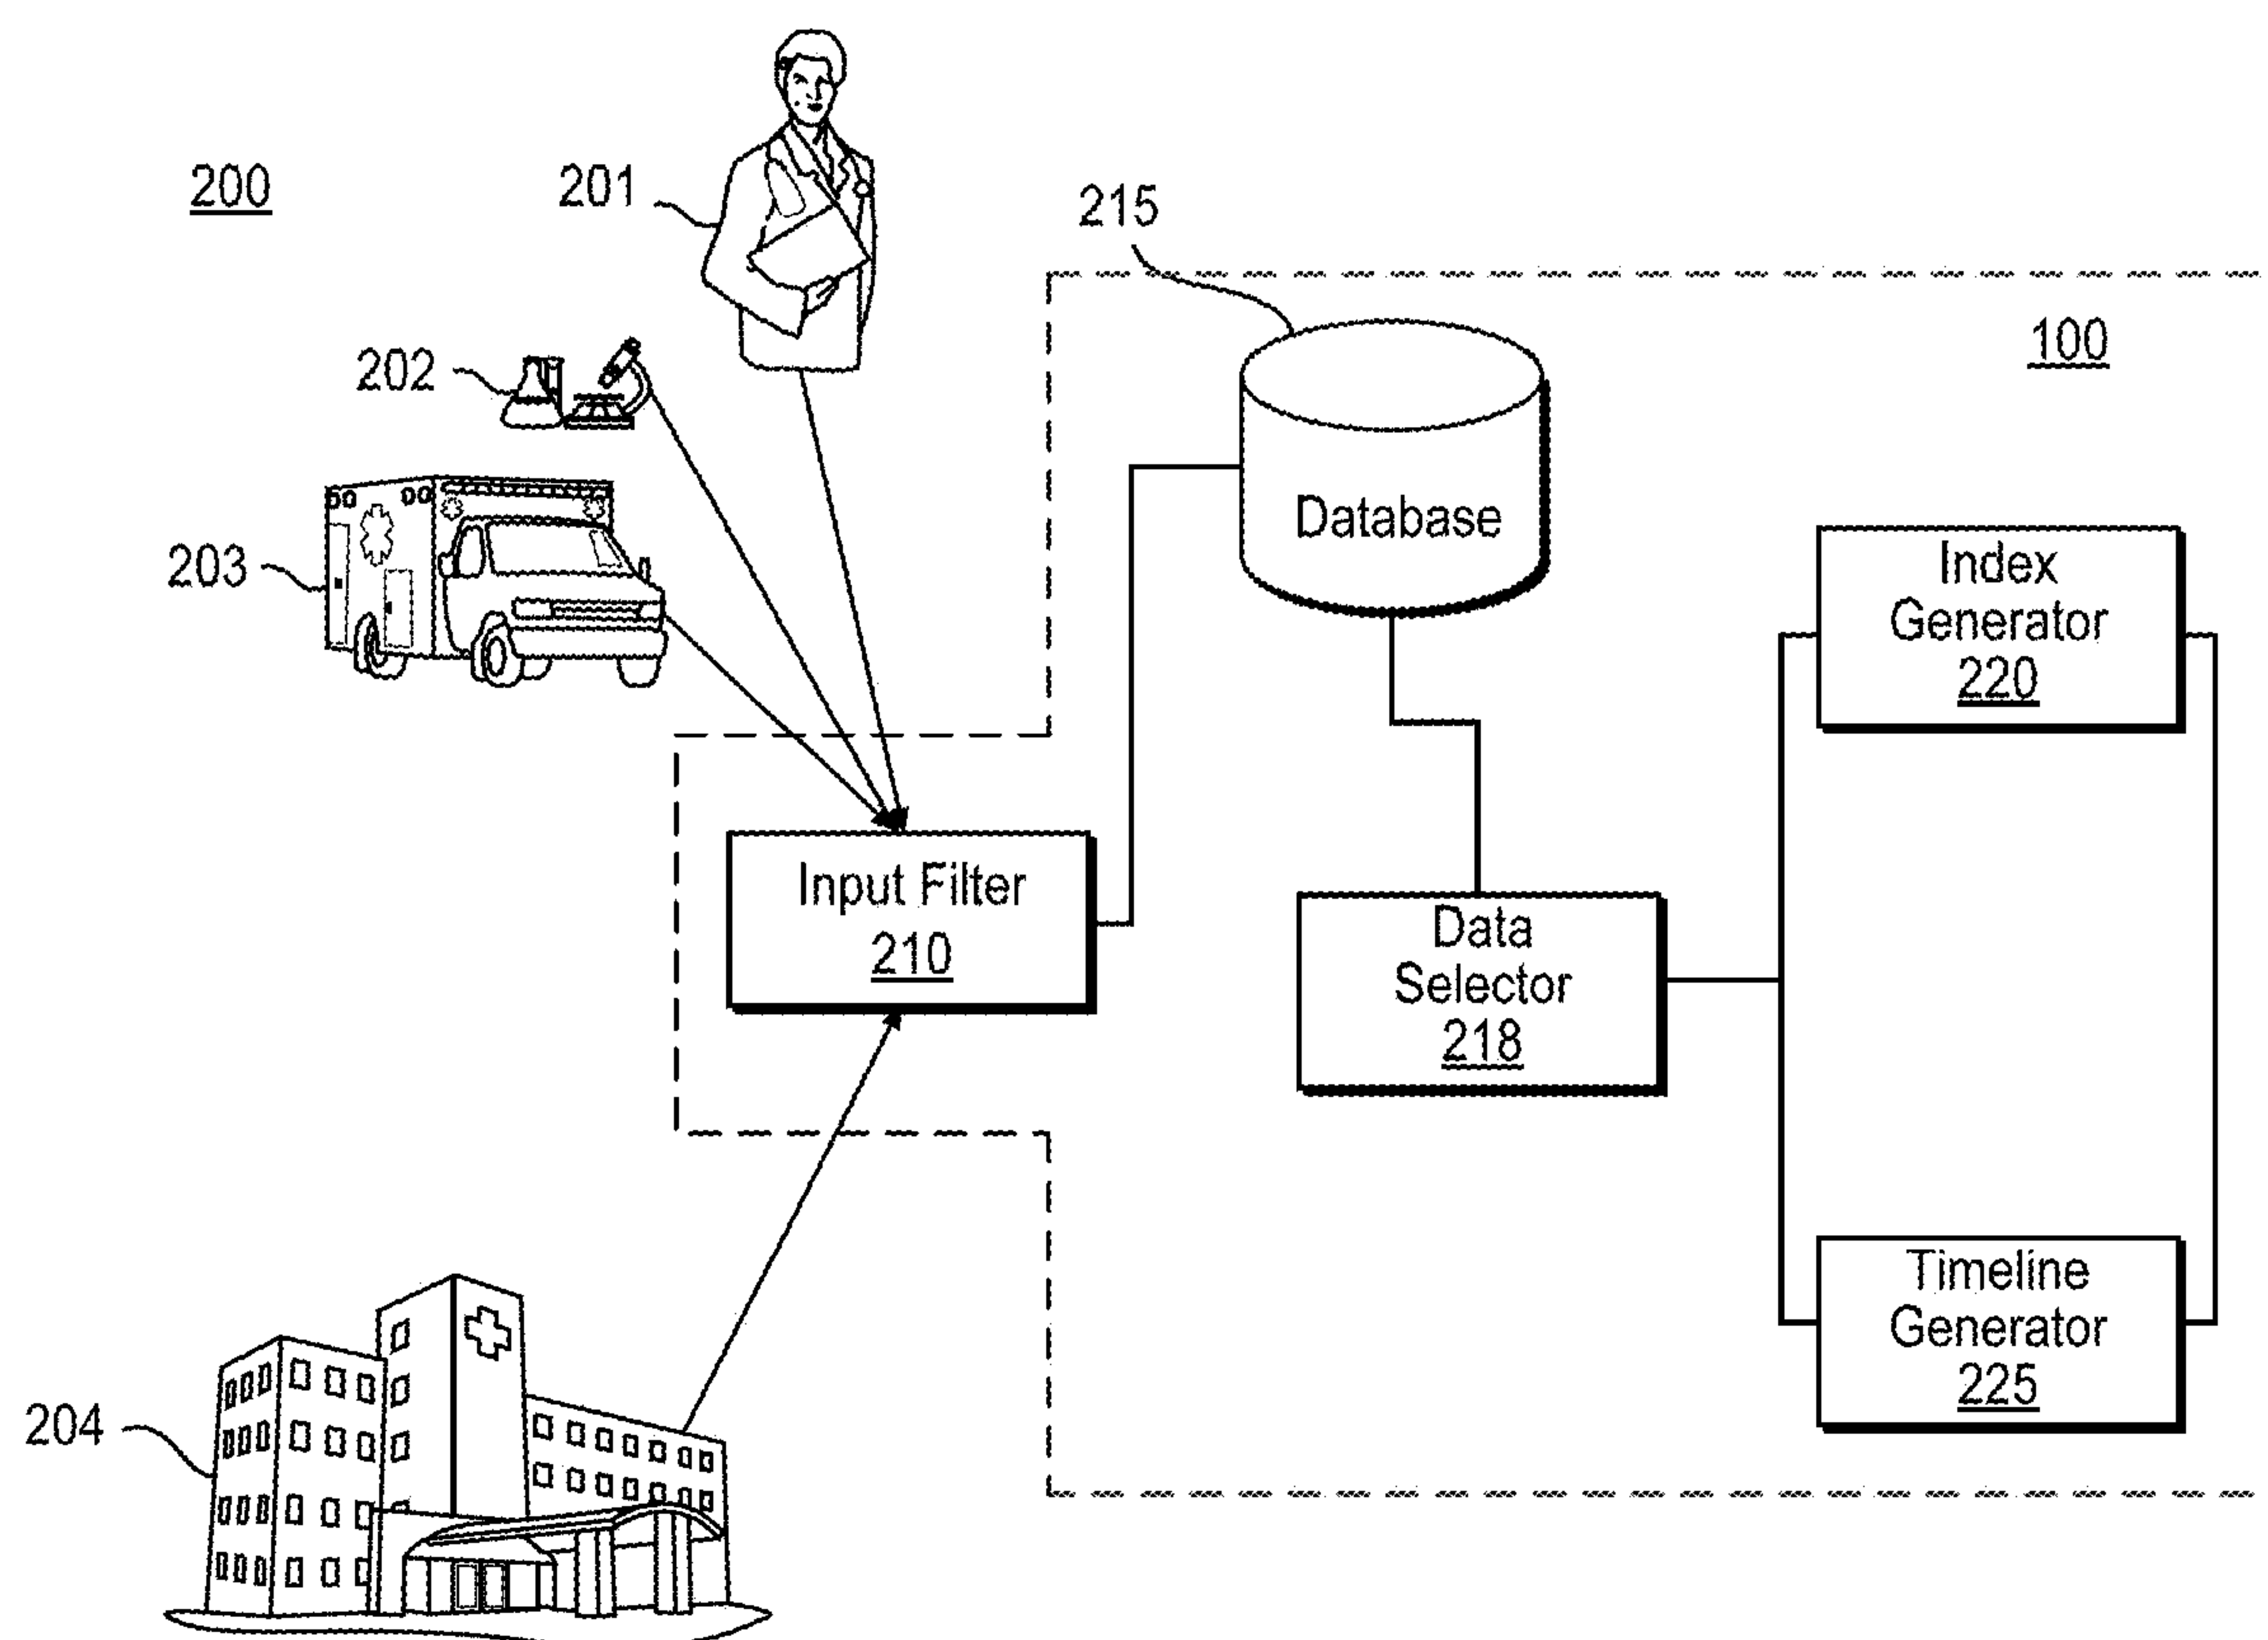 200
201
215
100
202
Database
203
Index
Generator
220
Input Filter
210
Data
Selector
218
Timeline
Generator
225
204